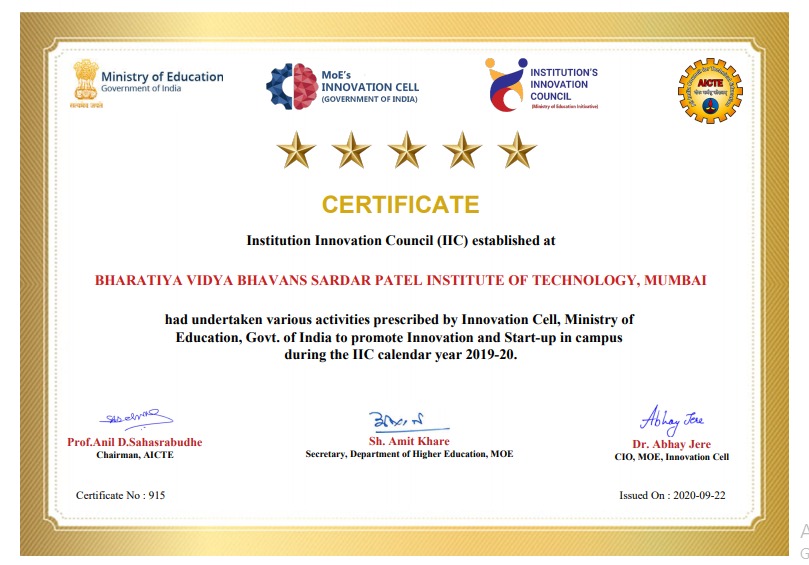 सत्यमेव जयते
Ministry of Education
Government of India
MoE's
INNOVATION CELL
(GOVERNMENT OF INDIA)
INSTITUTION'S
INNOVATION
COUNCIL
(Ministry of Education Initiative)
AICTE
CERTIFICATE
Institution Innovation Council (IIC) established at
BHARATIYA VIDYA BHAVANS SARDAR PATEL INSTITUTE OF TECHNOLOGY, MUMBAI
had undertaken various activities prescribed by Innovation Cell, Ministry of
Education, Govt. of India to promote Innovation and Start-up in campus
during the IIC calendar year 2019-20.
Abhay Jere
Prof.Anil D.Sahasrabudhe
Chairman, AICTE
Sh. Amit Khare
Secretary, Department of Higher Education, MOE
Dr. Abhay Jere
CIO, MOE, Innovation Cell
Certificate No : 915
Issued On : 2020-09-22